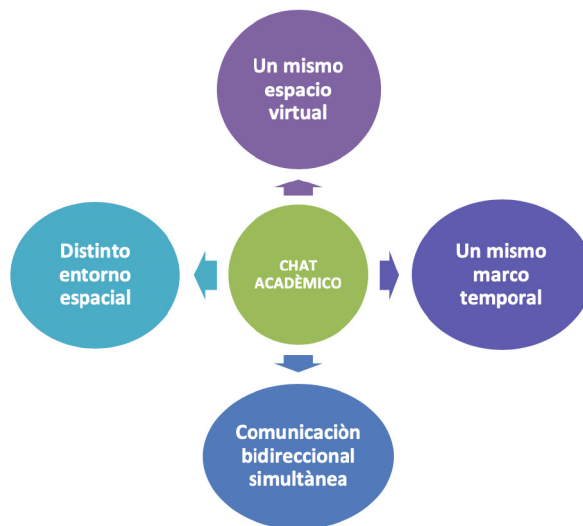 Un mismo
espacio
virtual
Distinto
entorno
espacial
CHAT
ACADÈMICO
Un mismo
marco
temporal
Comunicaciòn
bidireccional
simultànea